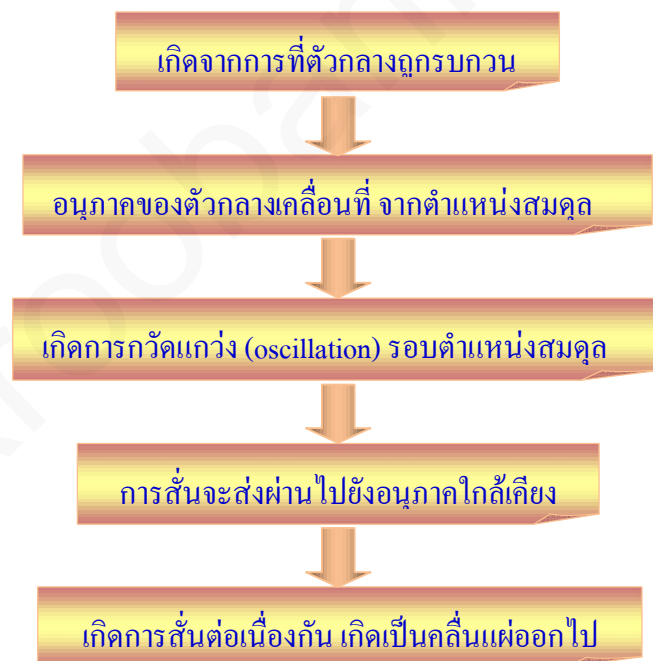 เกิดจากการที่ตัวกลางถูกรบกวน
อนุภาคของตัวกลางเคลื่อนที่ จากตำแหน่งสมดุล
เกิดการกวัดแกว่ง (oscillation) รอบตำแหน่งสมดุล
การสั่นจะส่งผ่านไปยังอนุภาคใกล้เคียง
เกิดการสั่นต่อเนื่องกัน เกิดเป็นคลื่นแผ่ออกไป